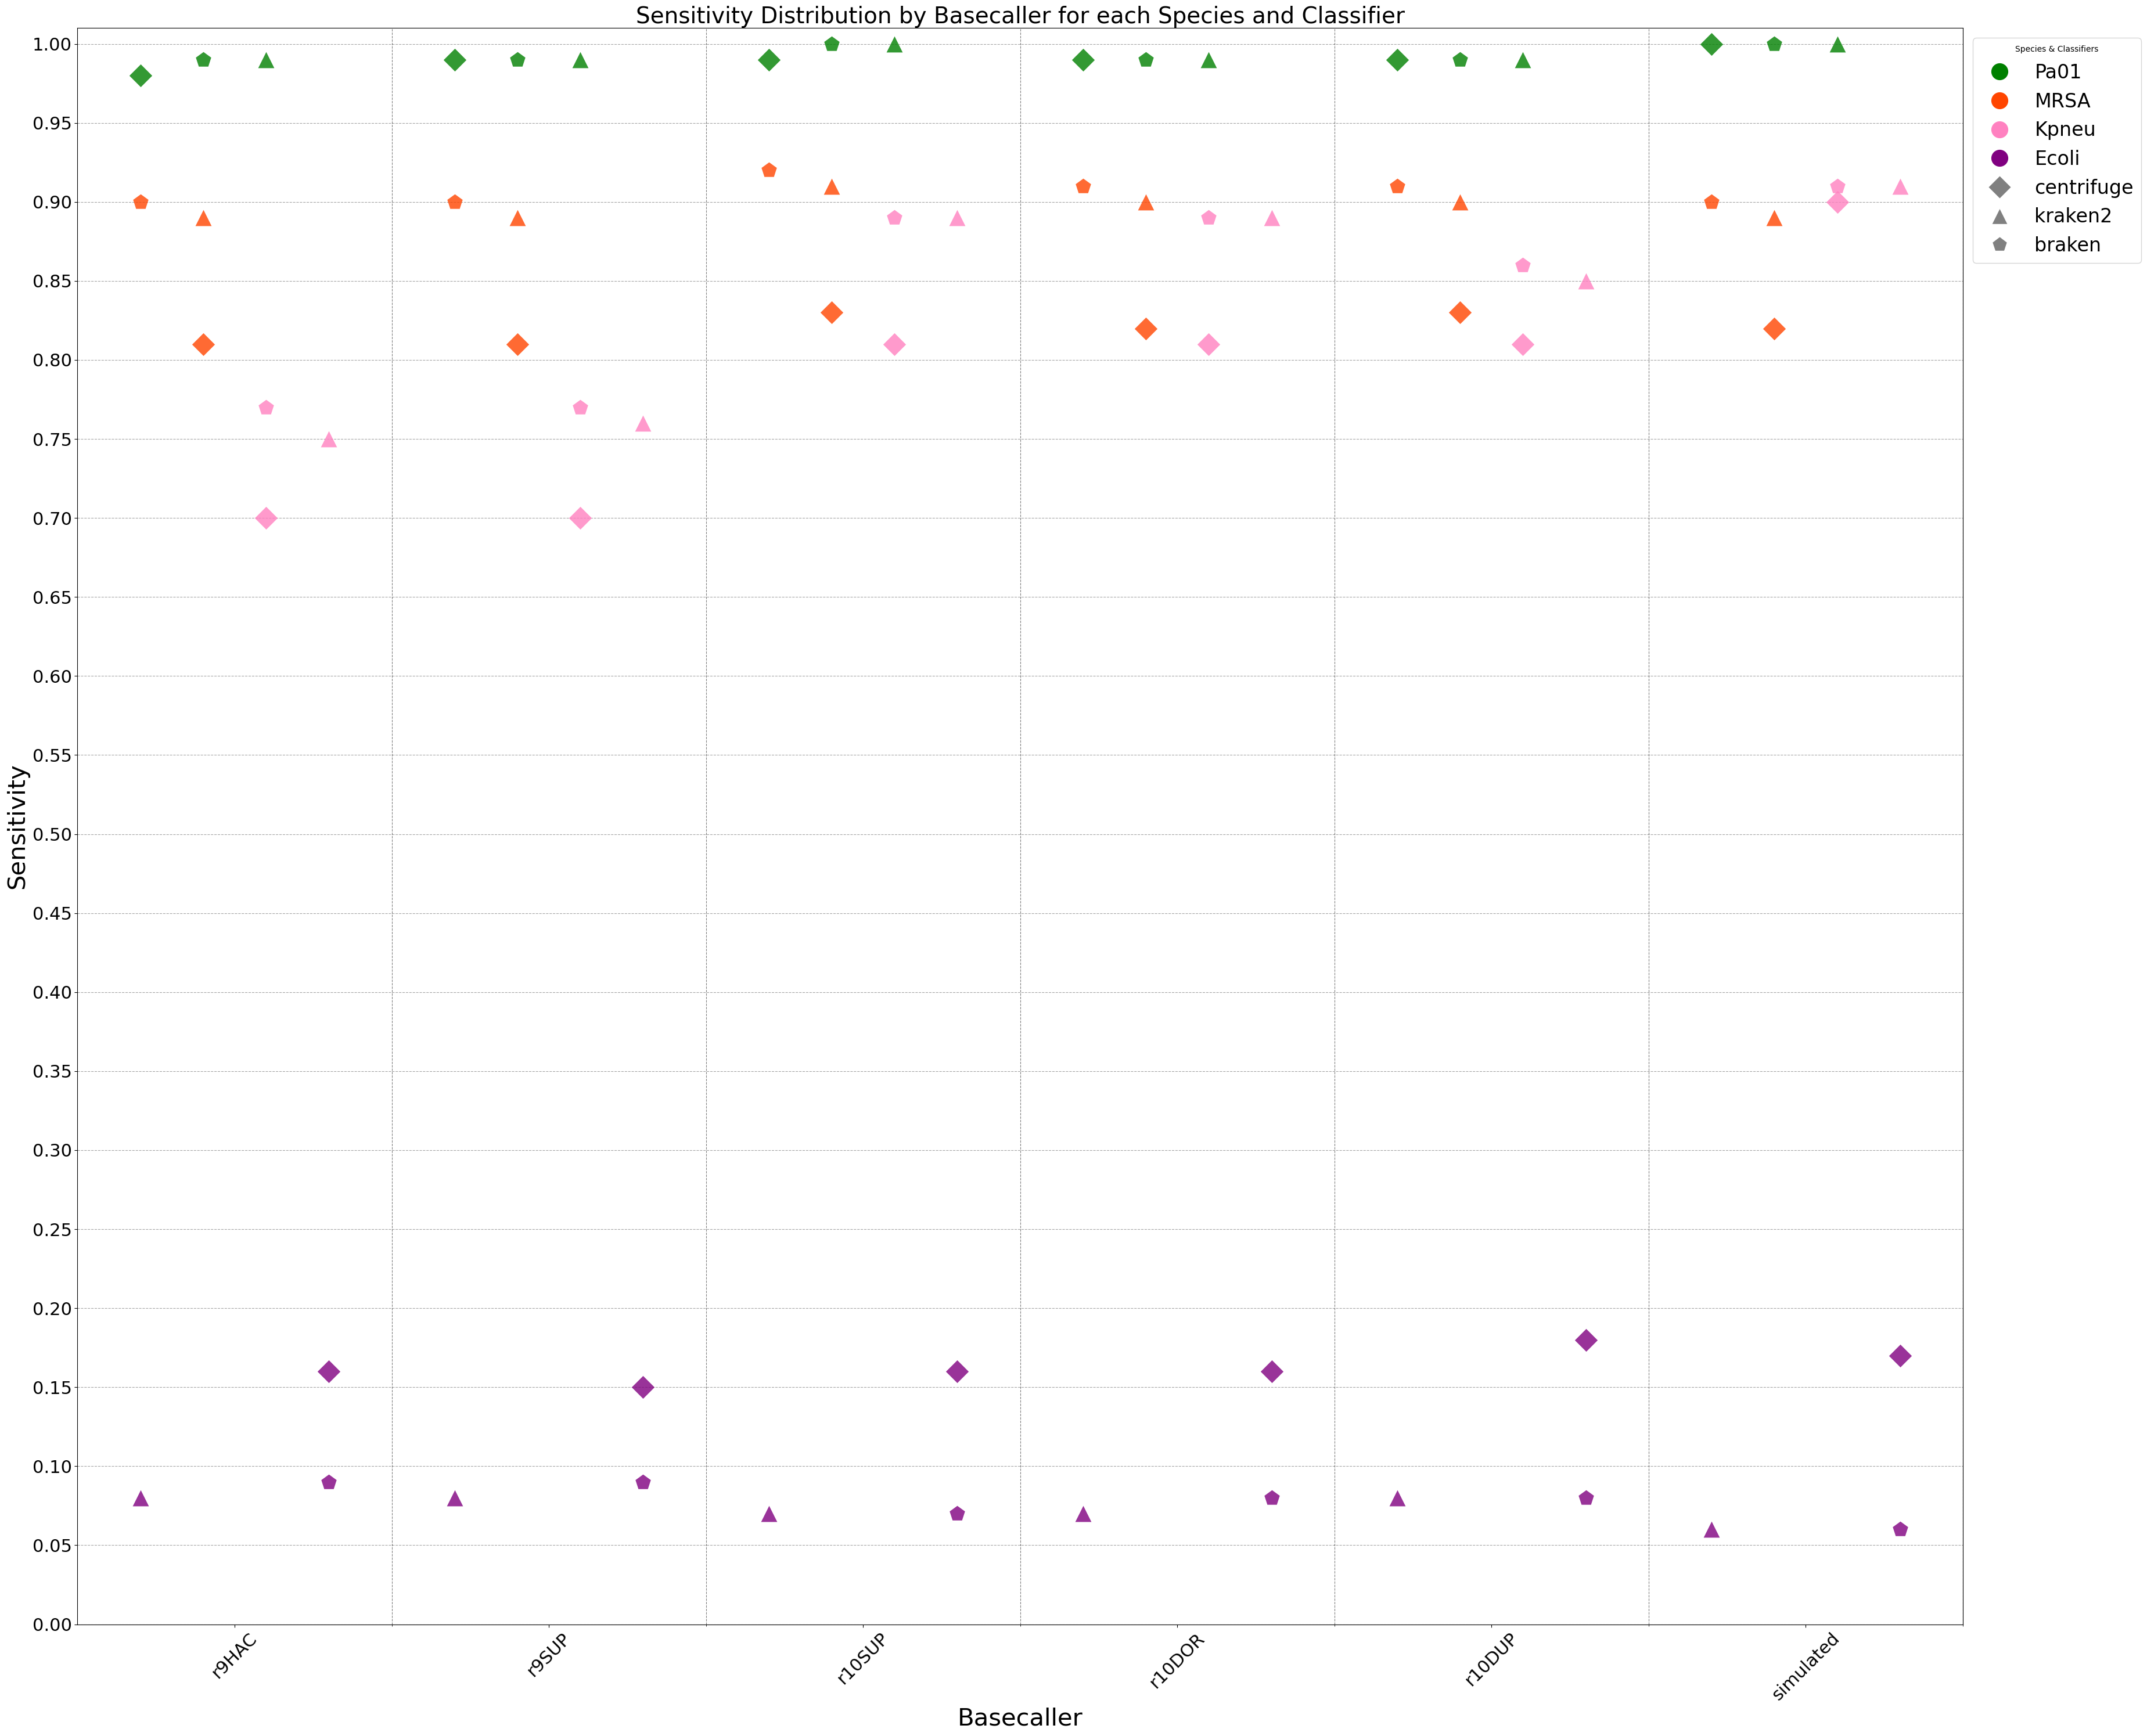 Sensitivity Distribution by Basecaller for each Species and Classifier
Species & Classifiers
Pa01
MRSA
Kpneu
Ecoli
centrifuge
kraken2
braken
Sensitivity
1.00
0.95
0.90
0.85
0.80
0.75
0.70
0.65
0.60
0.55
0.50
0.45
0.40
0.35
0.30
0.25
0.20
0.15
0.10
0.05
0.00
r9HAC
r9SUP
r10SUP
r10DOR
r10DUP
simulated
Basecaller